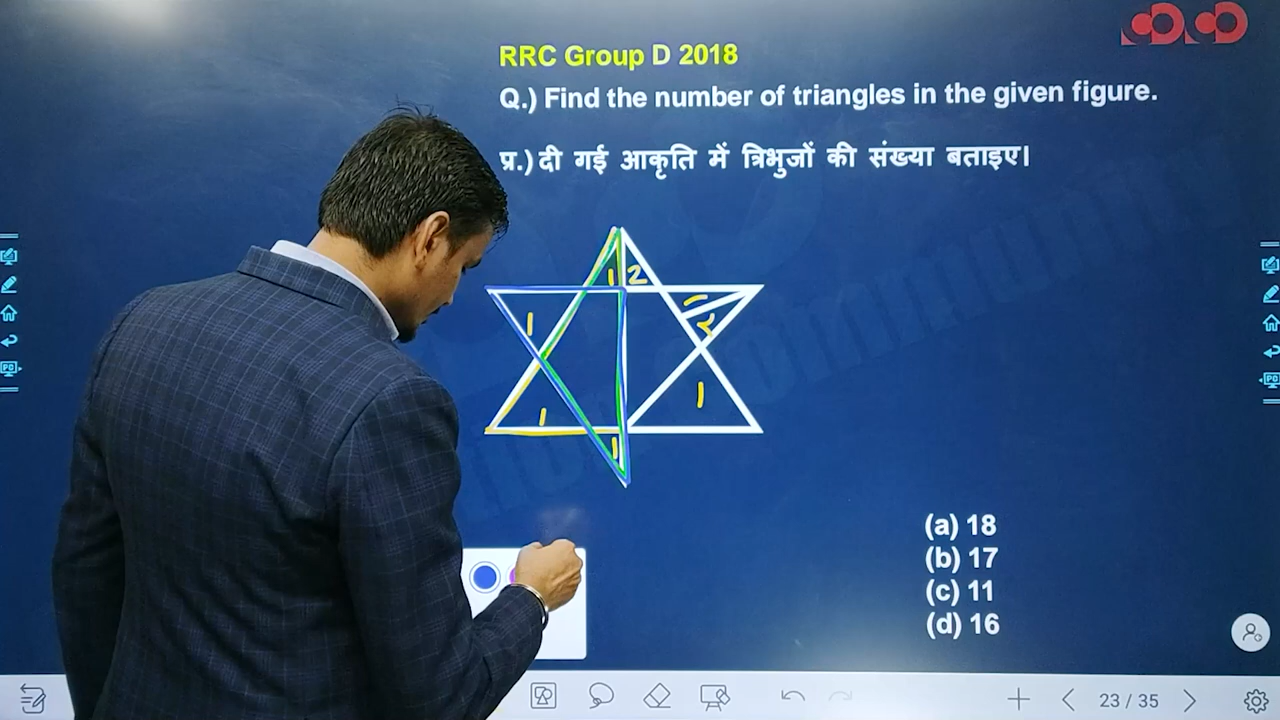 RRC Group D 2018
Q.) Find the number of triangles in the given figure.
प्र.) दी गई आकृति में त्रिभुजों की संख्या बताइए।
1 2
1
1
2
1
1
1
(a) 18
(b) 17
(c) 11
(d) 16
23 / 35